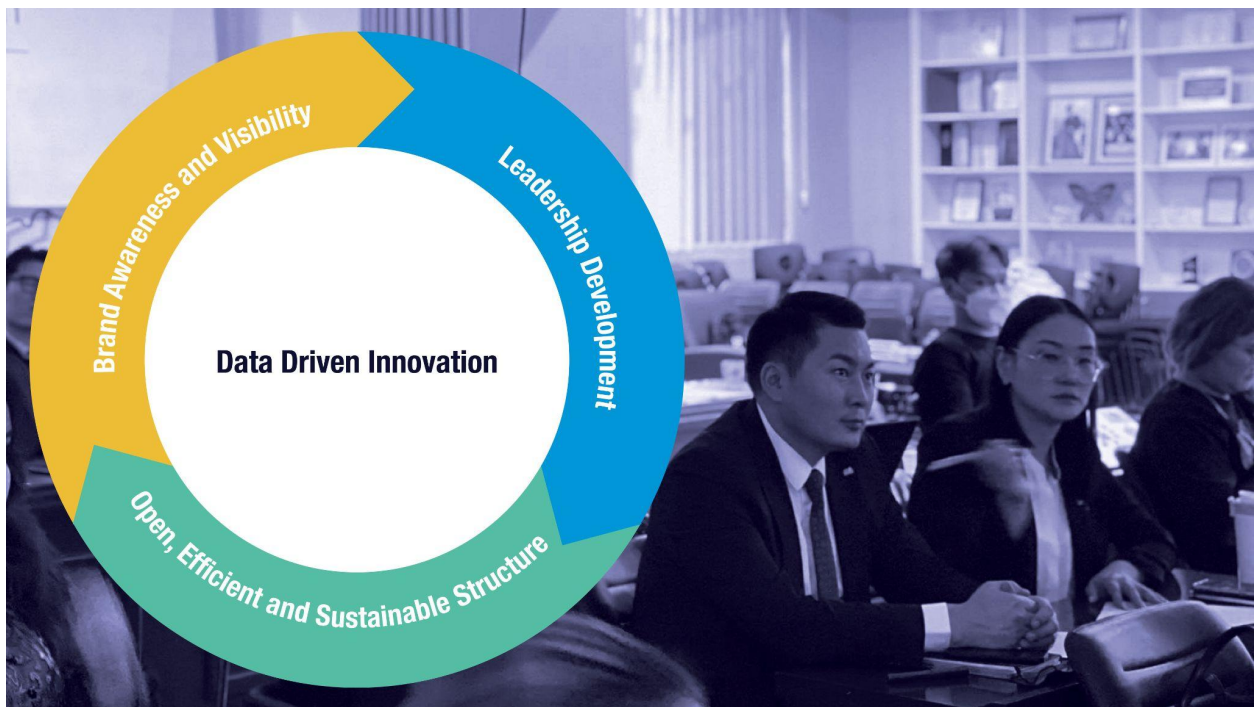 Brand Awareness and Visibility
Leadership Development
Data Driven Innovation
Open, Efficient and Sustainable Structure